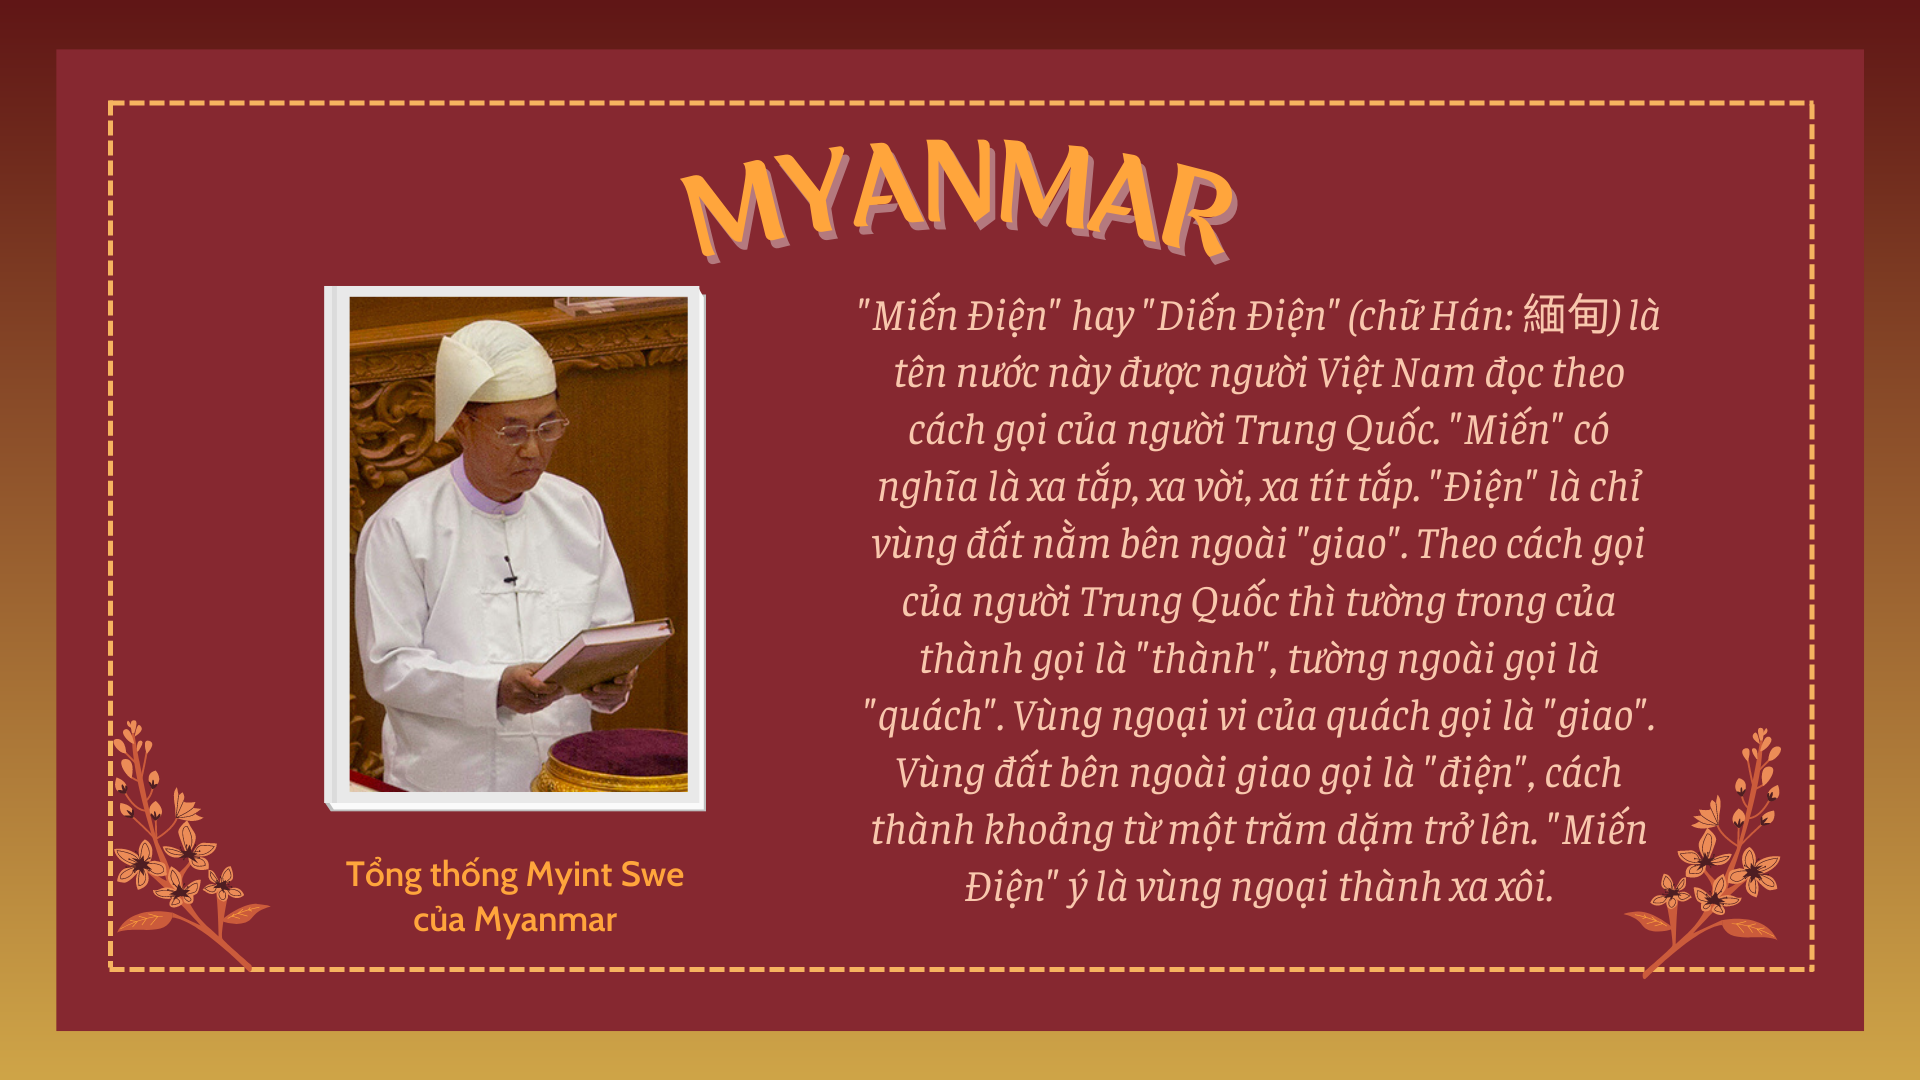 MYANMAR
"Miến Điện" hay "Diến Điện" (chữ Hán: 緬甸) là
tên nước này được người Việt Nam đọc theo
cách gọi của người Trung Quốc. "Miến" có
nghĩa là xa tắp, xa vời, xa tít tắp. "Điện" là chỉ
vùng đất nằm bên ngoài "giao". Theo cách gọi
của người Trung Quốc thì tường trong của
thành gọi là "thành", tường ngoài gọi là
"quách". Vùng ngoại vi của quách gọi là "giao".
Vùng đất bên ngoài giao gọi là "điện", cách
thành khoảng từ một trăm dặm trở lên. "Miến
Điện" ý là vùng ngoại thành xa xôi.
Tổng thống Myint Swe
của Myanmar